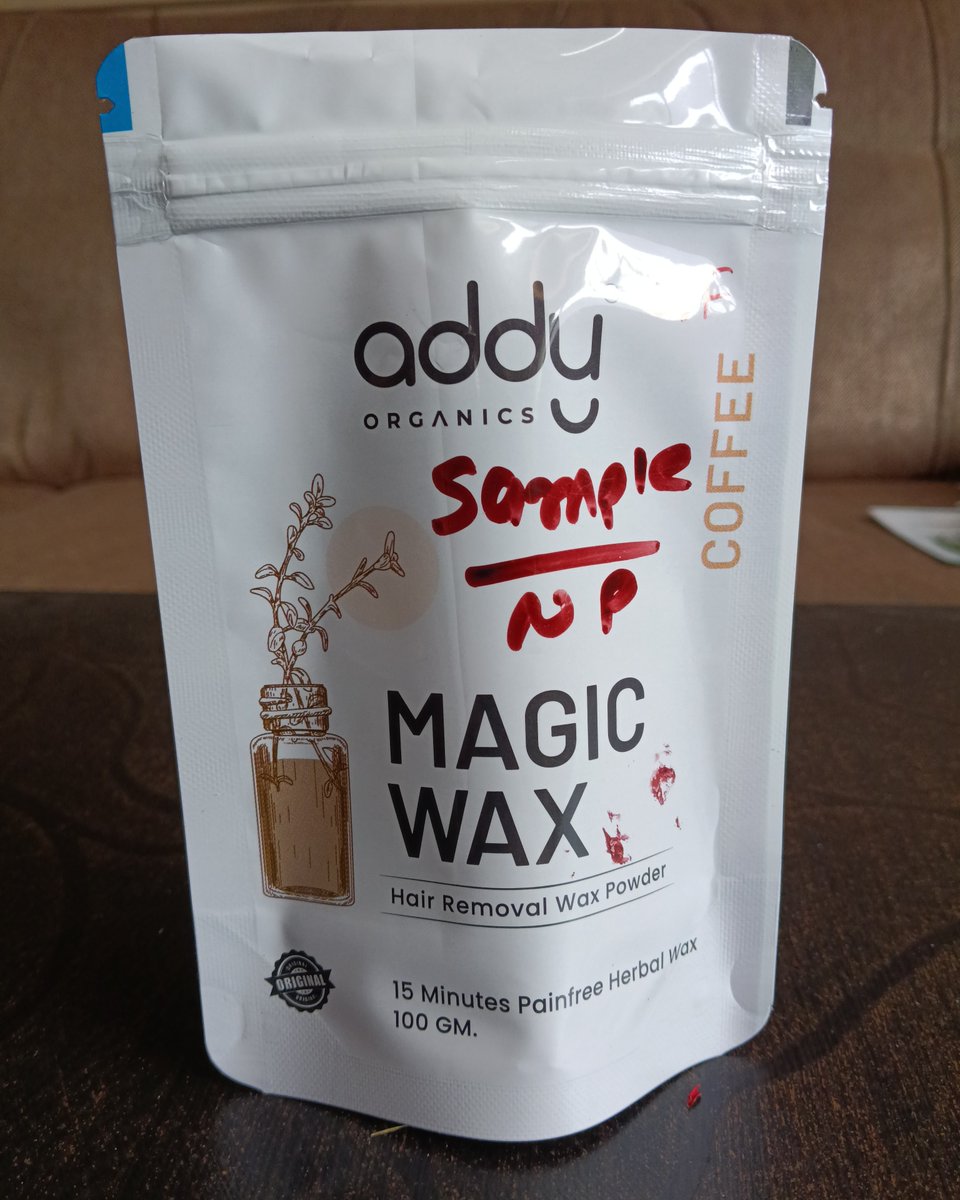 addy
ORGANICS
COFFEE
Sample
NP
MAGIC
WAX
Hair Removal Wax Powder
ORIGINAL
15 Minutes Painfree Herbal Wax
100 GM.